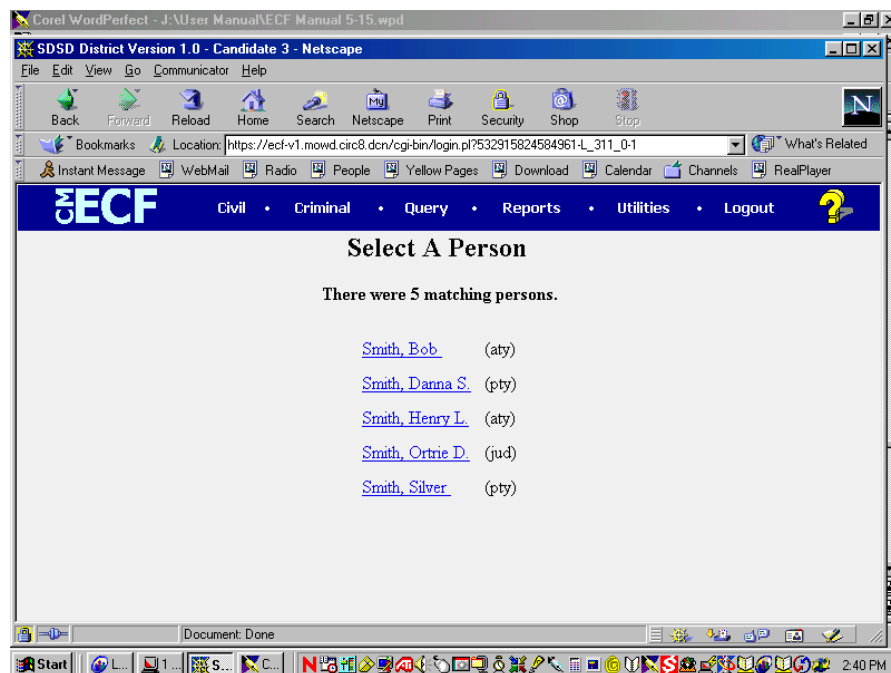 Corel WordPerfect - J:\User Manual\ECF Manual 5-15.wpd
SDSD District Version 1.0 - Candidate 3 - Netscape
File Edit View Go Communicator Help
My
Back Forward Reload Home Search Netscape Print Security Shop Stop
N
Bookmarks Location: https://ecf-v1.mowd.circ8.dcn/cgi-bin/login.pl?532915824584961-L_311_0-1 What's Related
Instant Message WebMail Radio People Yellow Pages Download Calendar Channels RealPlayer
CM ECF Civil • Criminal • Query • Reports • Utilities • Logout ?
Select A Person
There were 5 matching persons.
Smith, Bob (aty)
Smith, Danna S. (pty)
Smith, Henry L. (aty)
Smith, Ortrie D. (jud)
Smith, Silver (pty)
Document: Done
Start L... 1... S... C... N 2:40 PM